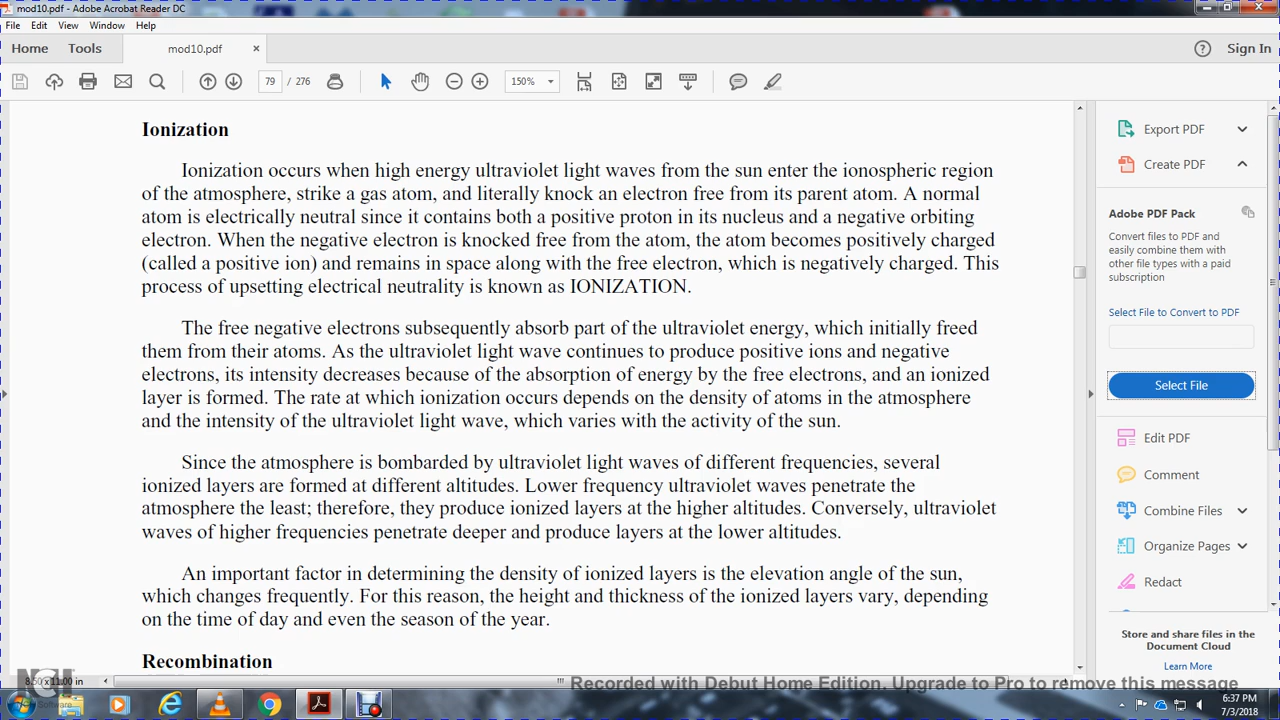 mod10.pdf - Adobe Acrobat Reader DC
File Edit View Window Help
Home Tools mod10.pdf × Sign In
79 / 276 150%
Ionization
Ionization occurs when high energy ultraviolet light waves from the sun enter the ionospheric region
of the atmosphere, strike a gas atom, and literally knock an electron free from its parent atom. A normal
atom is electrically neutral since it contains both a positive proton in its nucleus and a negative orbiting
electron. When the negative electron is knocked free from the atom, the atom becomes positively charged
(called a positive ion) and remains in space along with the free electron, which is negatively charged. This
process of upsetting electrical neutrality is known as IONIZATION.
The free negative electrons subsequently absorb part of the ultraviolet energy, which initially freed
them from their atoms. As the ultraviolet light wave continues to produce positive ions and negative
electrons, its intensity decreases because of the absorption of energy by the free electrons, and an ionized
layer is formed. The rate at which ionization occurs depends on the density of atoms in the atmosphere
and the intensity of the ultraviolet light wave, which varies with the activity of the sun.
Since the atmosphere is bombarded by ultraviolet light waves of different frequencies, several
ionized layers are formed at different altitudes. Lower frequency ultraviolet waves penetrate the
atmosphere the least; therefore, they produce ionized layers at the higher altitudes. Conversely, ultraviolet
waves of higher frequencies penetrate deeper and produce layers at the lower altitudes.
An important factor in determining the density of ionized layers is the elevation angle of the sun,
which changes frequently. For this reason, the height and thickness of the ionized layers vary, depending
on the time of day and even the season of the year.
Recombination
8.50 x 11.00 in
Export PDF
Create PDF
Adobe PDF Pack
Convert files to PDF and
easily combine them with
other file types with a paid
subscription
Select File to Convert to PDF
Select File
Edit PDF
Comment
Combine Files
Organize Pages
Redact
Store and share files in the
Document Cloud
Learn More
NCH
Software
Recorded with Debut Home Edition. Upgrade to Pro to remove this message
6:37 PM
7/3/2018